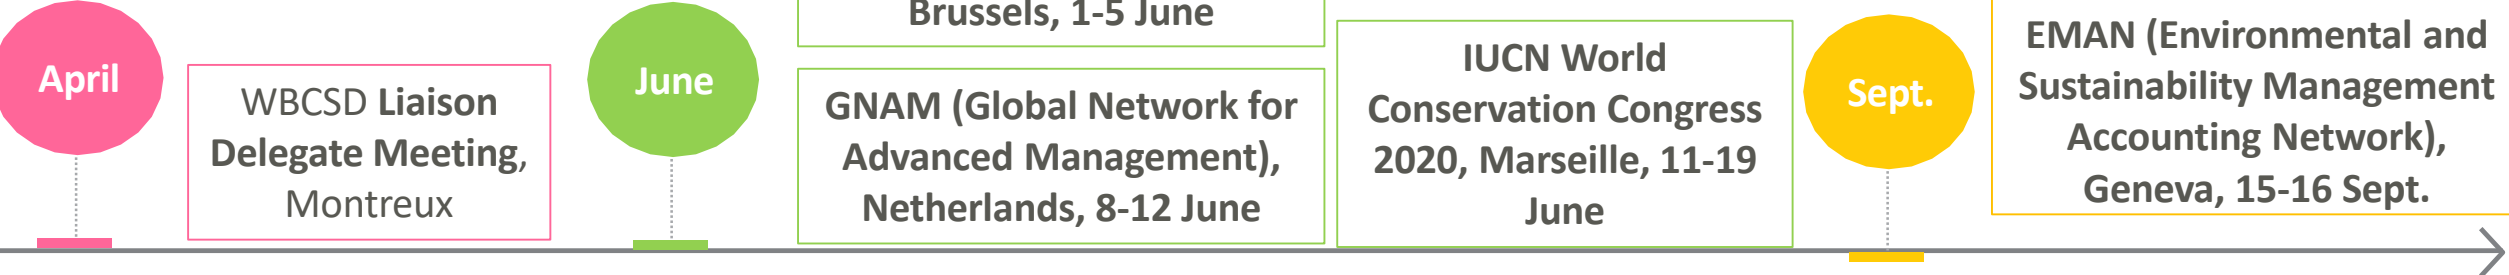 April
WBCSD Liaison
Delegate Meeting,
Montreux
June
Brussels, 1-5 June
GNAM (Global Network for
Advanced Management),
Netherlands, 8-12 June
IUCN World
Conservation Congress
2020, Marseille, 11-19
June
Sept.
EMAN (Environmental and
Sustainability Management
Accounting Network),
Geneva, 15-16 Sept.